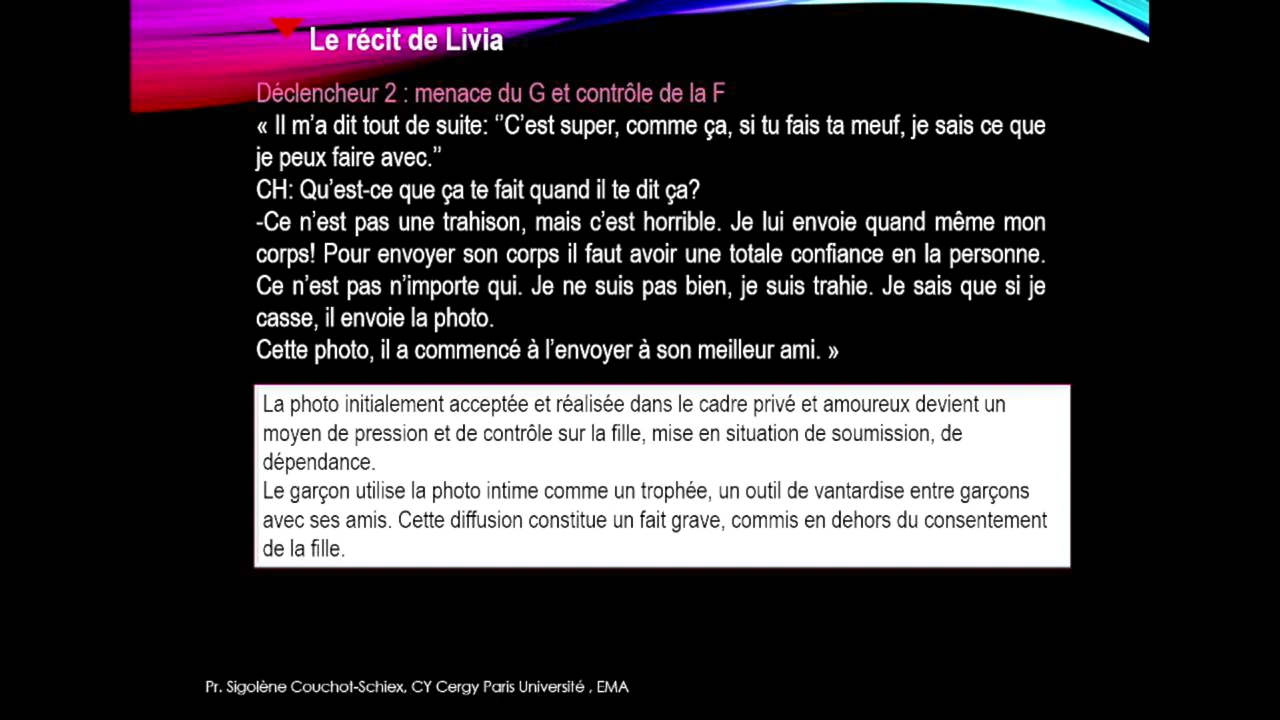 Le récit de Livia
Déclencheur 2 : menace du G et contrôle de la F
« Il m’a dit tout de suite: ‘’C’est super, comme ça, si tu fais ta meuf, je sais ce que
je peux faire avec.’’
CH: Qu’est-ce que ça te fait quand il te dit ça?
-Ce n’est pas une trahison, mais c’est horrible. Je lui envoie quand même mon
corps! Pour envoyer son corps il faut avoir une totale confiance en la personne.
Ce n’est pas n’importe qui. Je ne suis pas bien, je suis trahie. Je sais que si je
casse, il envoie la photo.
Cette photo, il a commencé à l’envoyer à son meilleur ami. »
La photo initialement acceptée et réalisée dans le cadre privé et amoureux devient un
moyen de pression et de contrôle sur la fille, mise en situation de soumission, de
dépendance.
Le garçon utilise la photo intime comme un trophée, un outil de vantardise entre garçons
avec ses amis. Cette diffusion constitue un fait grave, commis en dehors du consentement
de la fille.
Pr. Sigolène Couchot-Schiex, CY Cergy Paris Université , EMA